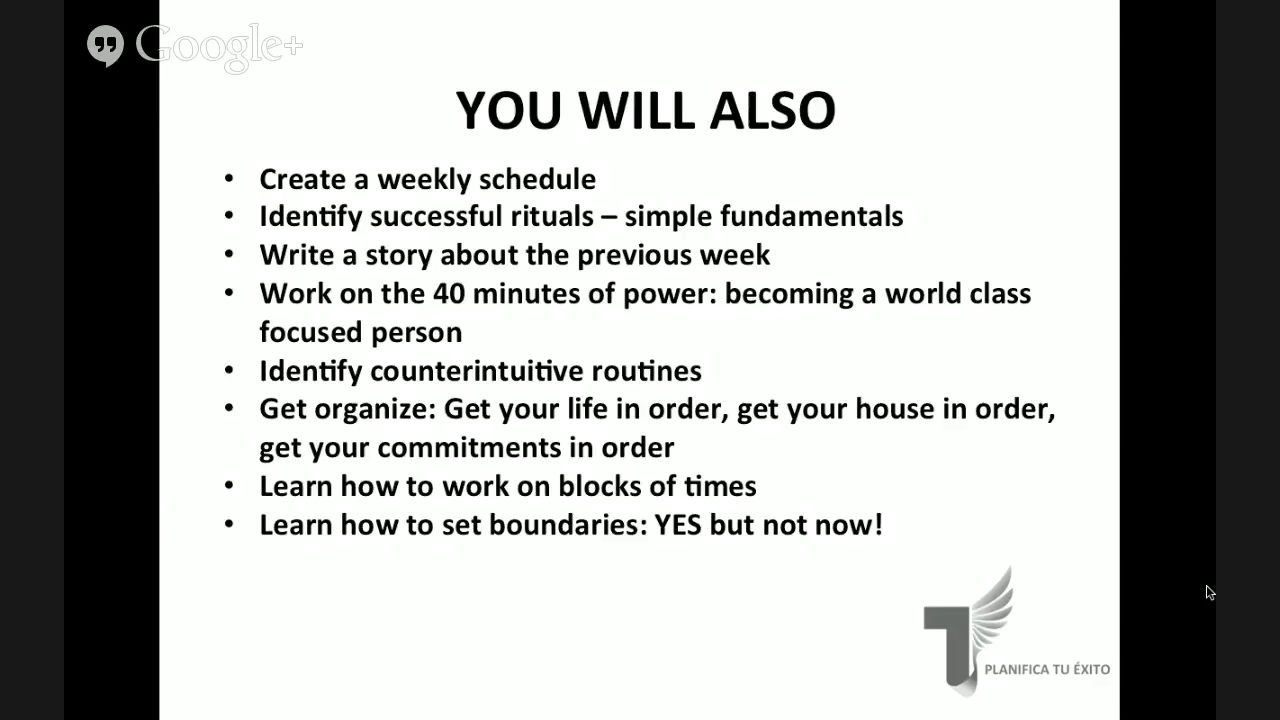 Google+
YOU WILL ALSO
• Create a weekly schedule
• Identify successful rituals – simple fundamentals
• Write a story about the previous week
• Work on the 40 minutes of power: becoming a world class
focused person
• Identify counterintuitive routines
• Get organize: Get your life in order, get your house in order,
get your commitments in order
• Learn how to work on blocks of times
• Learn how to set boundaries: YES but not now!
PLANIFICA TU ÉXITO